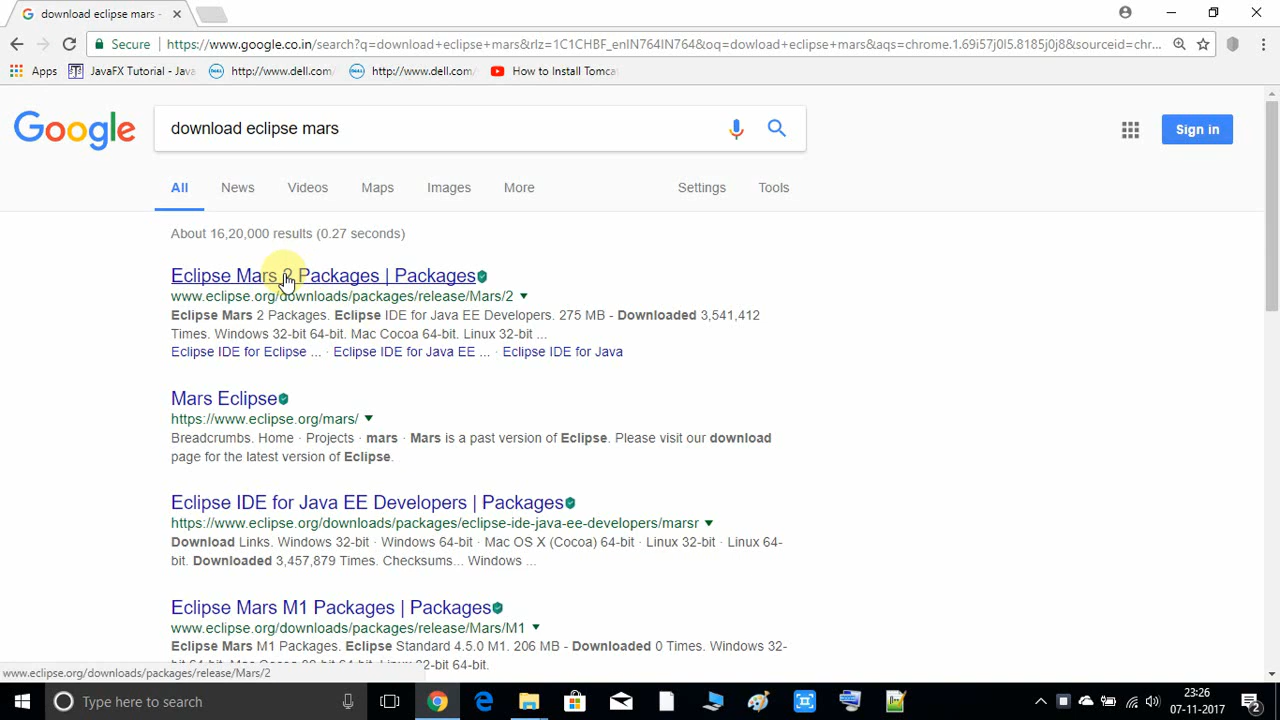 download eclipse mars -
Secure
https://www.google.co.in/search?q=download+eclipse+mars&rlz=1C1CHBF_enIN764IN764&oq=dowload+eclipse+mars&aqs=chrome.1.69i57j0l5.8185j0j8&sourceid=chr...
Apps
JavaFX Tutorial - Java
http://www.dell.com
http://www.dell.com
How to Install Tomca
Google
download eclipse mars
Sign in
All
News
Videos
Maps
Images
More
Settings
Tools
About 16,20,000 results (0.27 seconds)
Eclipse Mars 2 Packages | Packages
www.eclipse.org/downloads/packages/release/Mars/2
Eclipse Mars 2 Packages. Eclipse IDE for Java EE Developers. 275 MB - Downloaded 3,541,412
Times. Windows 32-bit 64-bit. Mac Cocoa 64-bit. Linux 32-bit ...
Eclipse IDE for Eclipse ... · Eclipse IDE for Java EE ... · Eclipse IDE for Java
Mars Eclipse
https://www.eclipse.org/mars/
Breadcrumbs. Home · Projects · mars · Mars is a past version of Eclipse. Please visit our download
page for the latest version of Eclipse.
Eclipse IDE for Java EE Developers | Packages
https://www.eclipse.org/downloads/packages/eclipse-ide-java-ee-developers/marsr
Download Links. Windows 32-bit · Windows 64-bit · Mac OS X (Cocoa) 64-bit · Linux 32-bit · Linux 64-
bit. Downloaded 3,457,879 Times. Checksums... Windows ...
Eclipse Mars M1 Packages | Packages
www.eclipse.org/downloads/packages/release/Mars/M1
Eclipse Mars M1 Packages. Eclipse Standard 4.5.0 M1. 206 MB - Downloaded 0 Times. Windows 32-
32-bit 64-bit.
www.eclipse.org/downloads/packages/release/Mars/2
Type here to search
23:26
07-11-2017
2